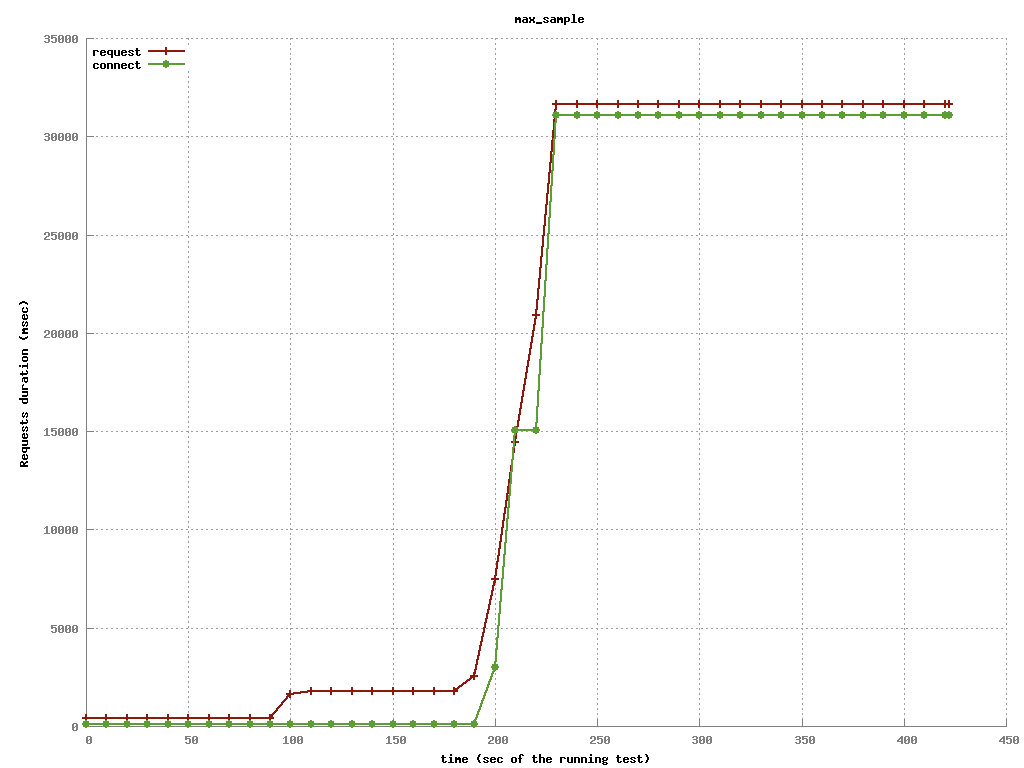 max_sample
request
connect
35000
30000
25000
20000
15000
10000
5000
0
Requests duration (msec)
0 50 100 150 200 250 300 350 400 450
time (sec of the running test)